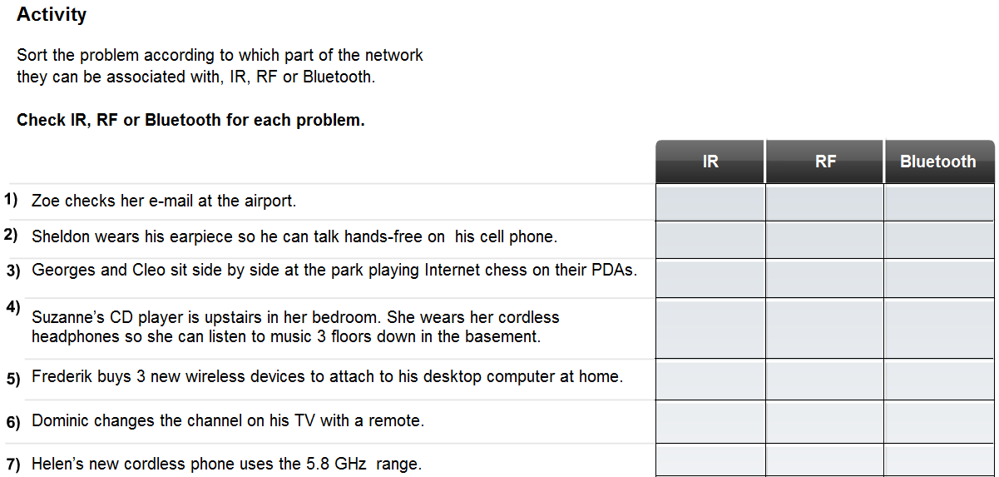 Activity
Sort the problem according to which part of the network
they can be associated with, IR, RF or Bluetooth.
Check IR, RF or Bluetooth for each problem.
IR RF Bluetooth
1) Zoe checks her e-mail at the airport.
2) Sheldon wears his earpiece so he can talk hands-free on his cell phone.
3) Georges and Cleo sit side by side at the park playing Internet chess on their PDAs.
4) Suzanne's CD player is upstairs in her bedroom. She wears her cordless
headphones so she can listen to music 3 floors down in the basement.
5) Frederik buys 3 new wireless devices to attach to his desktop computer at home.
6) Dominic changes the channel on his TV with a remote.
7) Helen's new cordless phone uses the 5.8 GHz range.